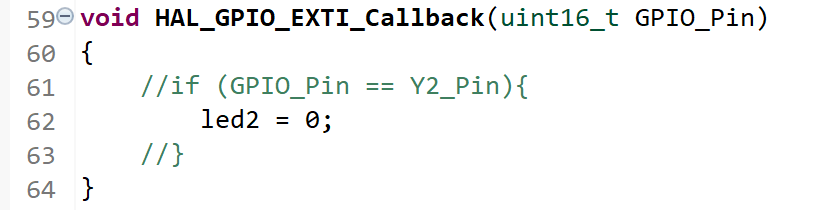 59 void HAL_GPIO_EXTI_Callback(uint16_t GPIO_Pin)
60 {
61     //if (GPIO_Pin == Y2_Pin){
62         led2 = 0;
63     //}
64 }